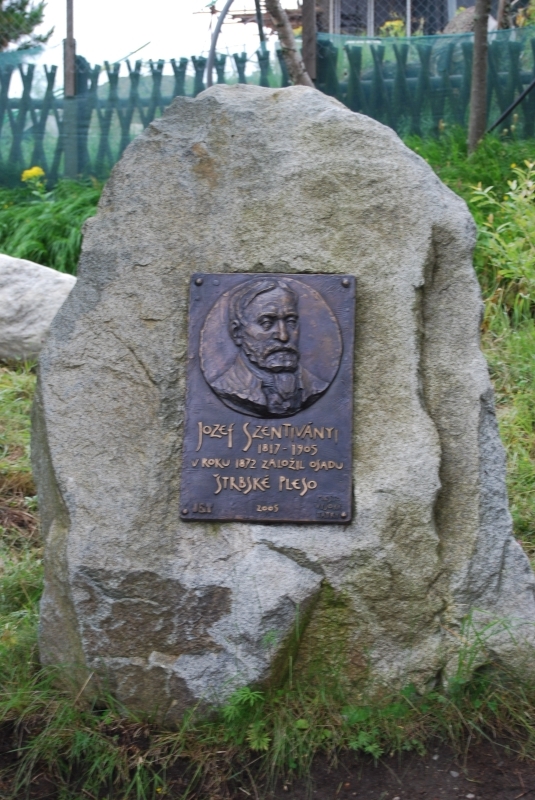 JOZEF SZENTIVÁNYI
1817 - 1905
V ROKU 1872 ZALOŽIL OSADU
ŠTRBSKÉ PLESO
2005